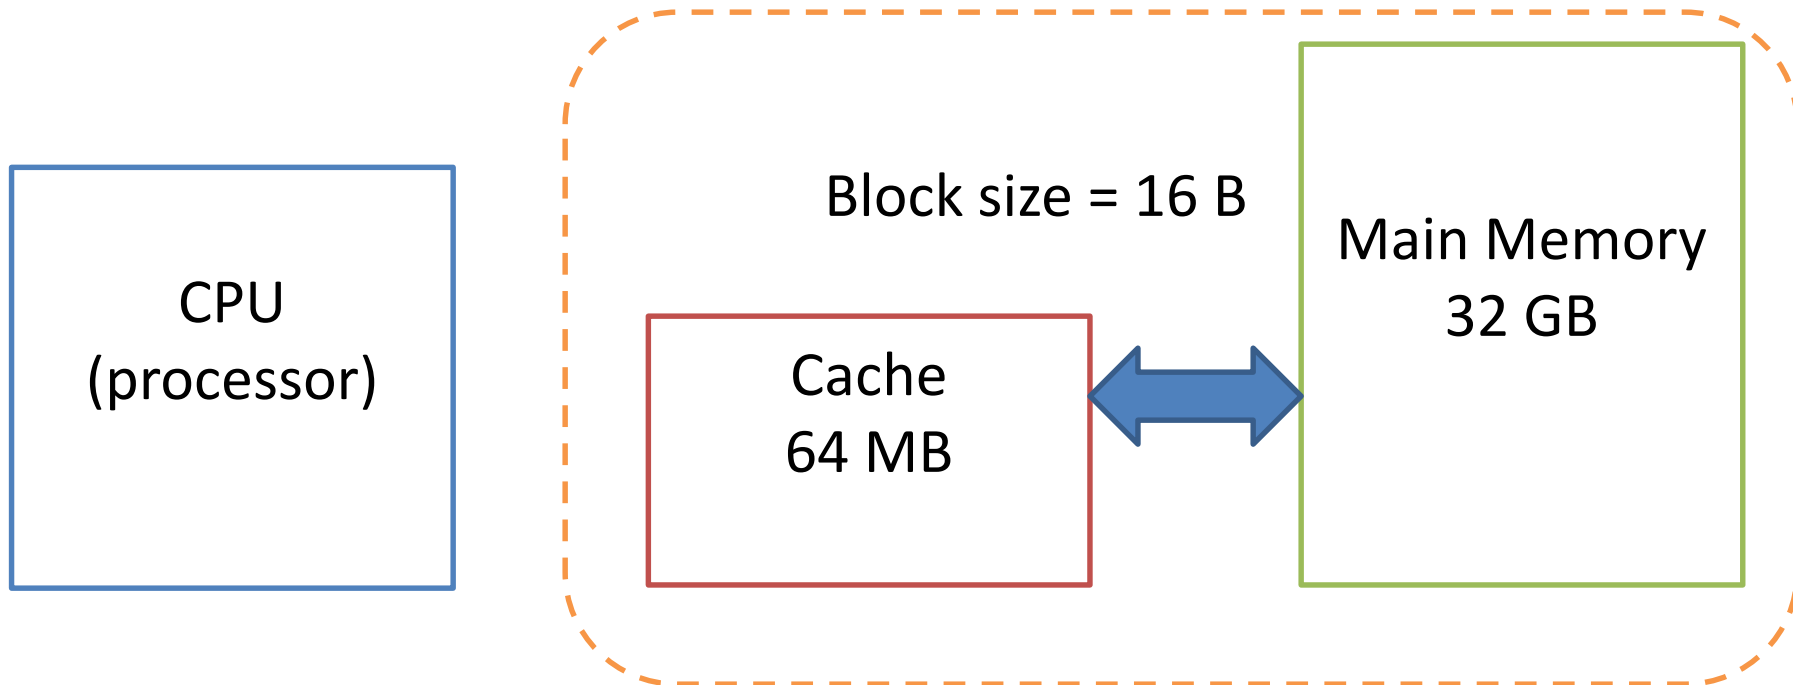 CPU
(processor)
Block size = 16 B
Cache
64 MB
Main Memory
32 GB